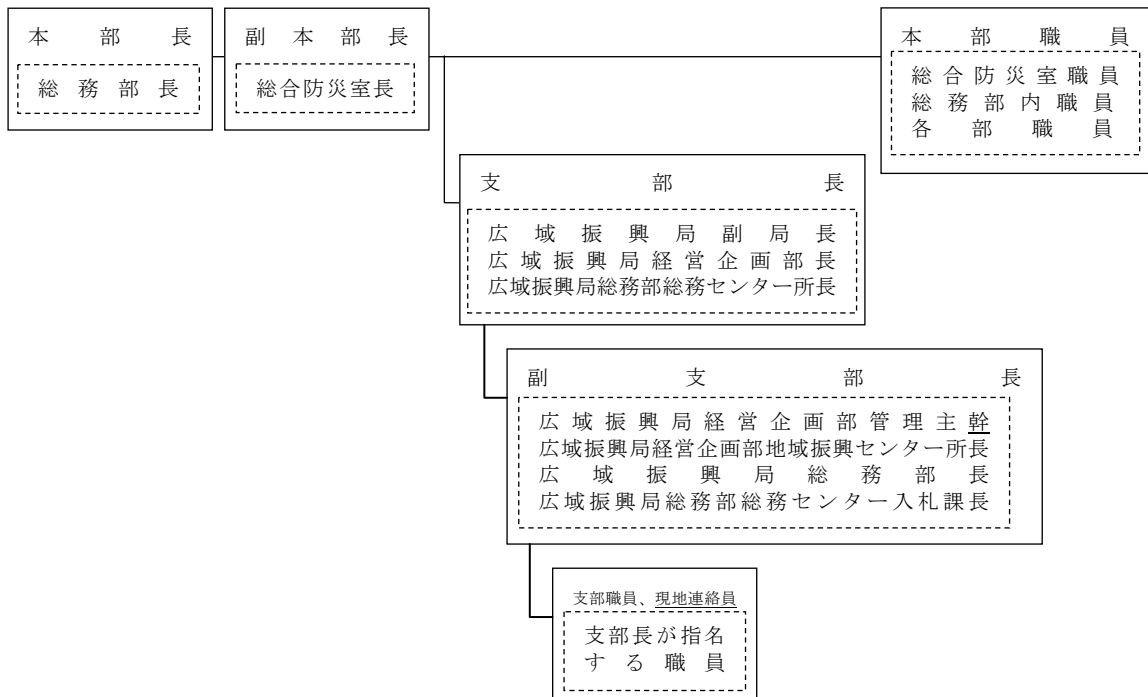 本部長
総務部長
副本部長
総合防災室長
本部職員
総合防災室職員
総務部内職員
各部職員
支部長
広域振興局副局長
広域振興局経営企画部長
広域振興局総務部総務センター所長
副支部長
広域振興局経営企画部管理主幹
広域振興局経営企画部地域振興センター所長
広域振興局総務部長
広域振興局総務部総務センター入札課長
支部職員、現地連絡員
支部長が指名
する職員